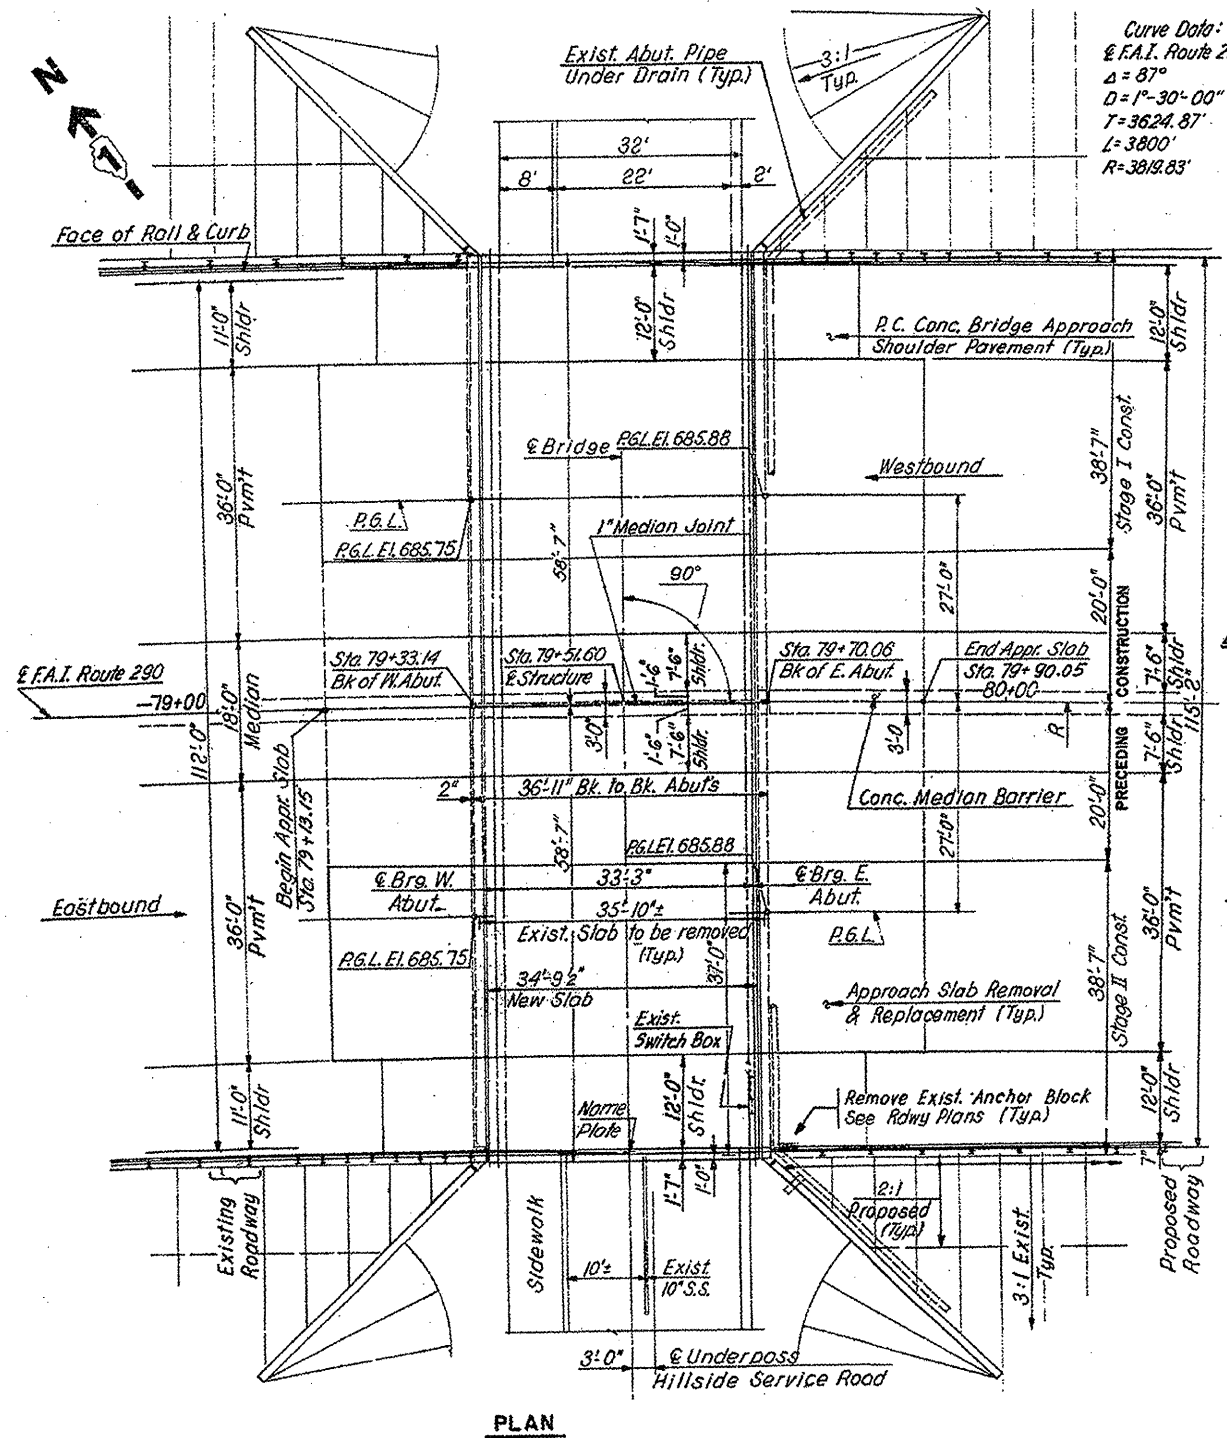 Curve Data:
℄ F.A.I. Route 2
Δ = 87°
D = 1°-30'-00"
T = 3624.87'
L = 3800'
R = 3819.83'
N
Exist. Abut. Pipe
Under Drain (Typ.)
3:1
Typ.
32'
8'
22'
2'
Face of Rail & Curb
1'-7"
1'-0"
11'-0"
Shldr
12'-0"
Shldr
P.C. Conc. Bridge Approach
Shoulder Pavement (Typ.)
12'-0"
Shldr
℄ Bridge
P.G.L. El. 685.88
Westbound
38'-7"
Stage I Const.
36'-0"
Pvm't
36'-0"
Pvm't
P.G.L.
P.G.L. El. 685.75
1" Median Joint
58'-7"
90°
27'-0"
20'-0"
CONSTRUCTION
℄ F.A.I. Route 290
Sta. 79+33.14
Bk of W. Abut.
Sta. 79+51.60
℄ Structure
1'-6"
7'-6"
Shldr.
Sta. 79+70.06
Bk of E. Abut.
End Appr. Slab
Sta. 79+90.05
80+00
7'-6"
Shldr
115'-2"
79+00
18'-0"
Median
112'-0"
3'-0"
1'-6"
7'-6"
Shldr.
3'-0
R
7'-6"
Shldr
PRECEDING
Begin Appr. Slab
Sta. 79+13.15
2"
36'-11" Bk. to Bk. Abut's
Conc. Median Barrier
20'-0"
58'-7"
P.G.L. El. 685.88
27'-0"
℄ Brg. W.
Abut.
33'-3"
℄ Brg. E.
Abut.
Eastbound
36'-0"
Pvm't
35'-10"±
Exist. Slab to be removed
(Typ.)
P.G.L.
36'-0"
Pvm't
P.G.L. El. 685.75
37'-0"
34'-9½"
New Slab
Approach Slab Removal
& Replacement (Typ.)
38'-7"
Stage II Const
Exist.
Switch Box
11'-0"
Shldr
Name
Plate
12'-0"
Shldr.
Remove Exist. Anchor Block
See Rdwy Plans (Typ.)
12'-0"
Shldr
7"
1'-7"
1'-0"
2:1
Proposed
(Typ.)
Existing
Roadway
Sidewalk
10'±
Exist.
10" S.S.
3:1 Exist.
Typ.
Proposed
Roadway
3'-0"
℄ Underpass
Hillside Service Road
PLAN